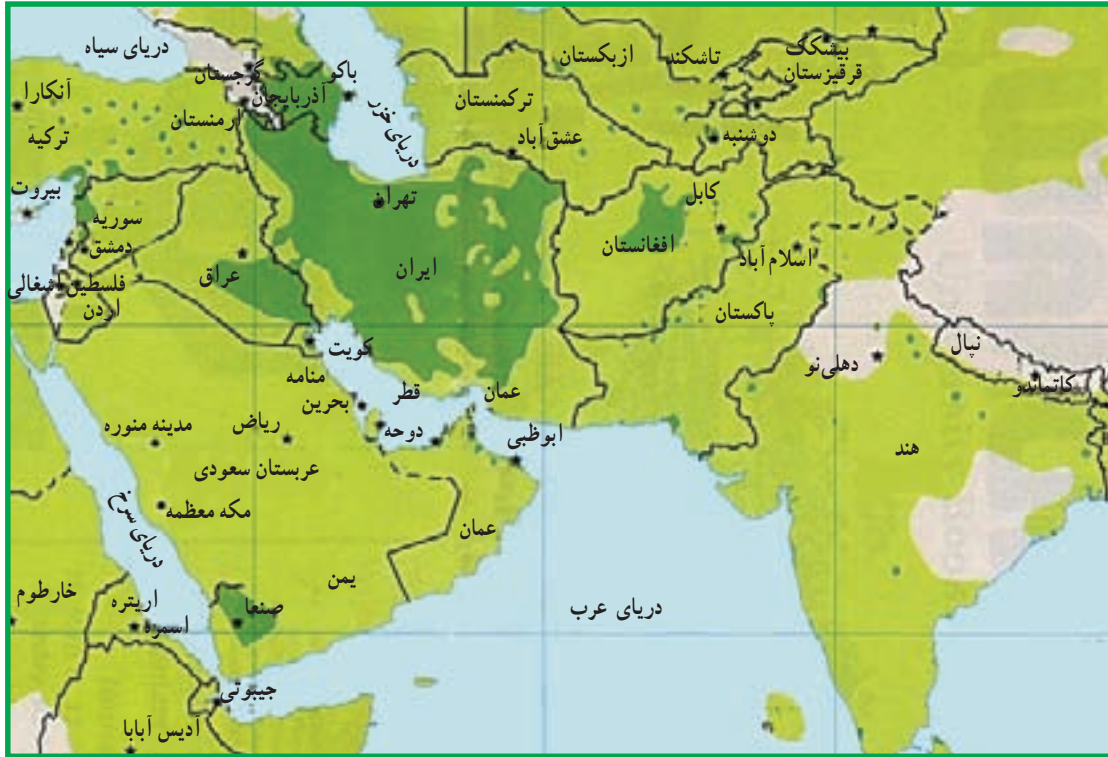 دریای سیاه
گرجستان
باکو
آذربایجان
ارمنستان
آنکارا
ترکیه
دریای خزر
ازبکستان
تاشکند
بیشکک
قرقیزستان
ترکمنستان
عشق‌آباد
دوشنبه
بیروت
سوریه
دمشق
تهران
کابل
افغانستان
اسلام‌آباد
فلسطین اشغالی
اردن
عراق
ایران
پاکستان
کویت
نپال
دهلی‌نو
کاتماندو
منامه
بحرین
قطر
عمان
مدینه منوره
ریاض
دوحه
ابوظبی
هند
عربستان سعودی
مکه معظمه
عمان
دریای سرخ
یمن
خارطوم
اریتره
اسمره
صنعا
دریای عرب
جیبوتی
آدیس‌آبابا